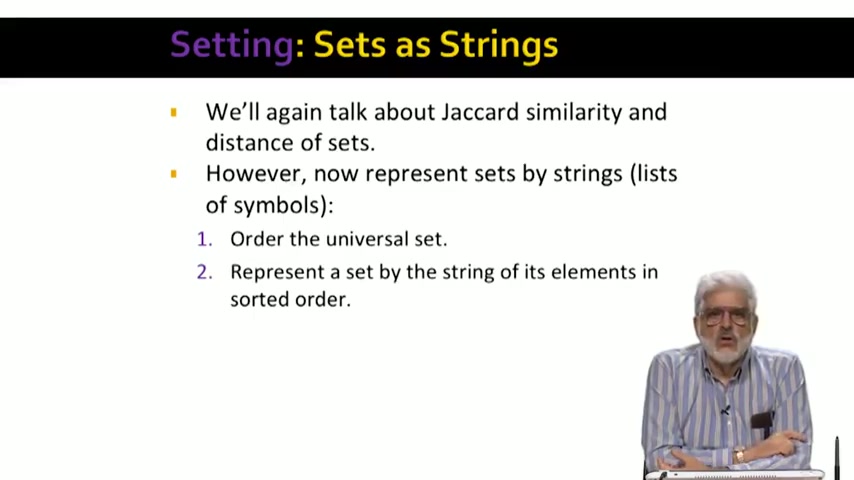 Setting: Sets as Strings
We'll again talk about Jaccard similarity and
distance of sets.
However, now represent sets by strings (lists
of symbols):
1. Order the universal set.
2. Represent a set by the string of its elements in
sorted order.